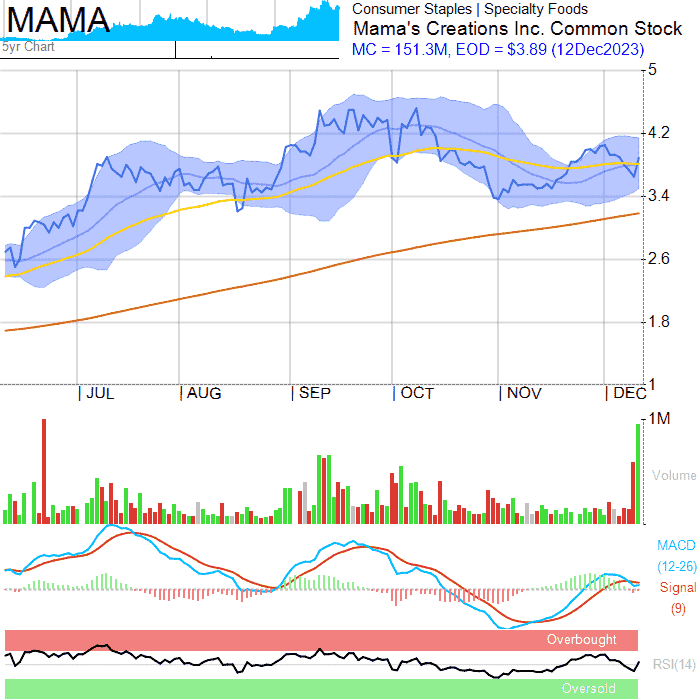 MAMA
5yr Chart
Consumer Staples | Specialty Foods
Mama's Creations Inc. Common Stock
MC = 151.3M, EOD = $3.89 (12Dec2023)
5
4.2
3.4
2.6
1.8
1
JUL
AUG
SEP
OCT
NOV
DEC
1M
Volume
MACD
(12-26)
Signal
(9)
Overbought
RSI(14)
Oversold